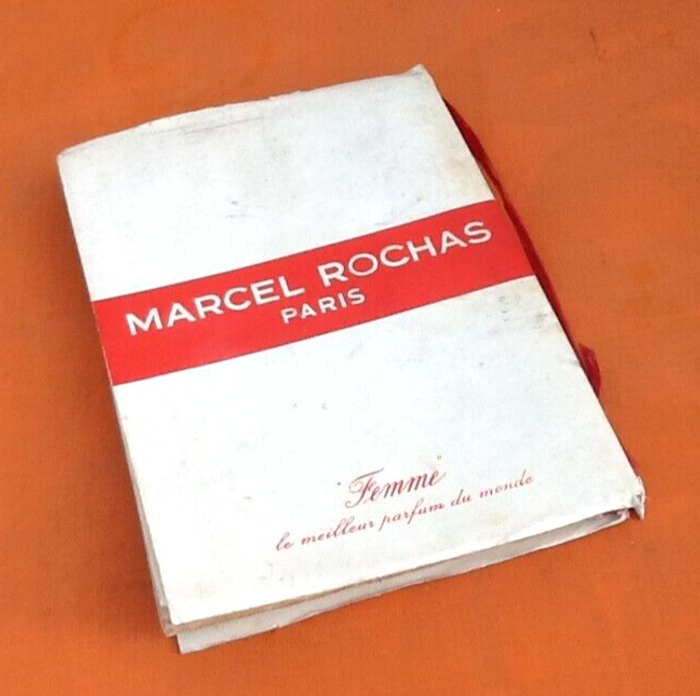 MARCEL ROCHAS
PARIS
"Femme"
le meilleur parfum du monde